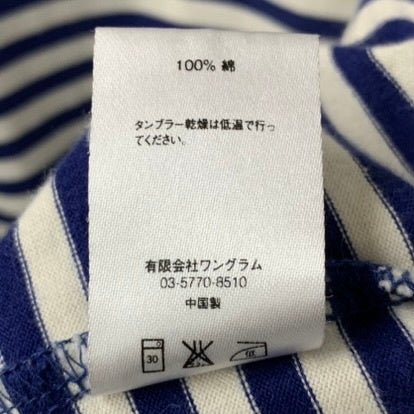 100% 綿
タンブラー乾燥は低温で行っ
てください。
有限会社ワングラム
03-5770-8510
中国製
30 低